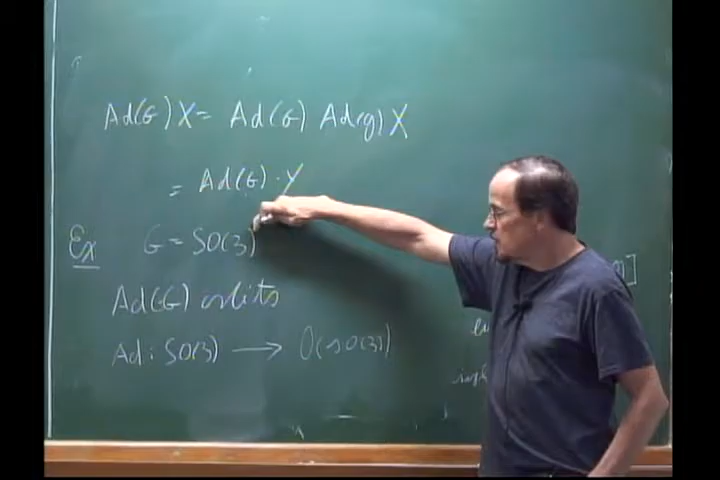 Ad(G)X = Ad(G) Ad(g)X
= Ad(G)·Y
Ex G = SO(3)
Ad(G) orbits
Ad : SO(3) ⟶ O(so(3))